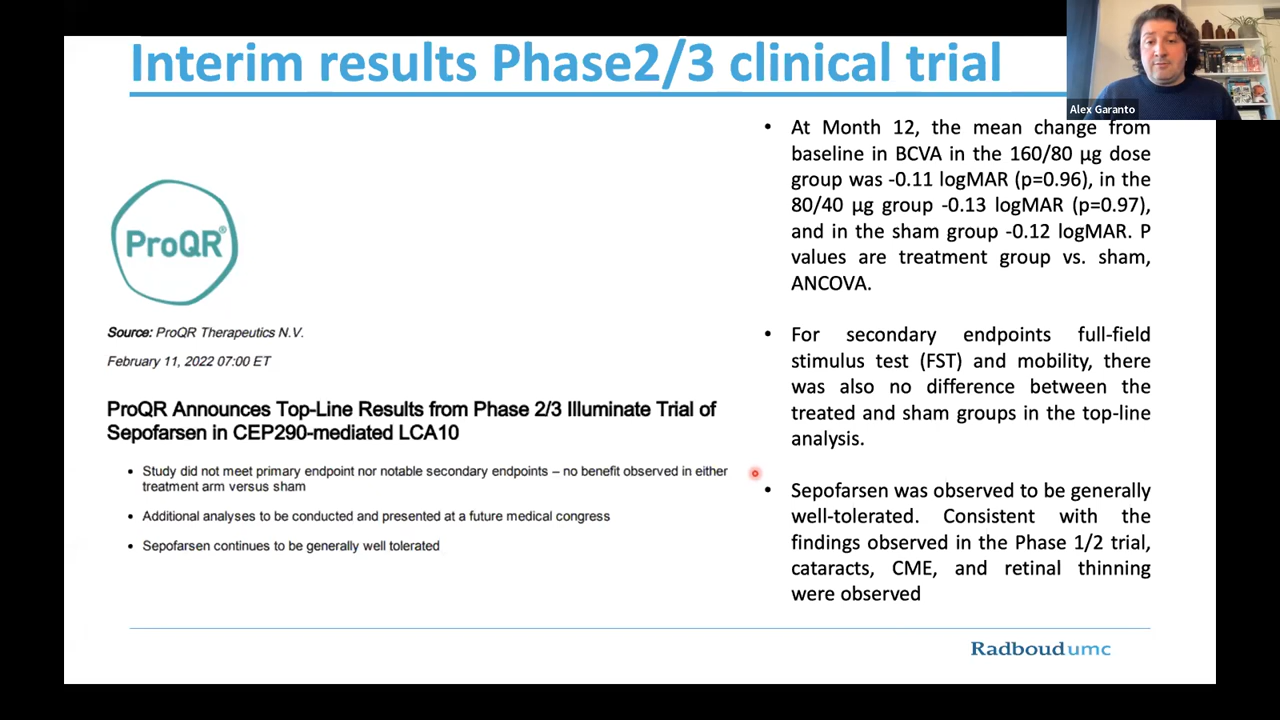 Interim results Phase2/3 clinical trial
Alex Garanto
ProQR®
Source: ProQR Therapeutics N.V.
February 11, 2022 07:00 ET
ProQR Announces Top-Line Results from Phase 2/3 Illuminate Trial of
Sepofarsen in CEP290-mediated LCA10
• Study did not meet primary endpoint nor notable secondary endpoints – no benefit observed in either
treatment arm versus sham
• Additional analyses to be conducted and presented at a future medical congress
• Sepofarsen continues to be generally well tolerated
• At Month 12, the mean change from
baseline in BCVA in the 160/80 µg dose
group was -0.11 logMAR (p=0.96), in the
80/40 µg group -0.13 logMAR (p=0.97),
and in the sham group -0.12 logMAR. P
values are treatment group vs. sham,
ANCOVA.
• For secondary endpoints full-field
stimulus test (FST) and mobility, there
was also no difference between the
treated and sham groups in the top-line
analysis.
• Sepofarsen was observed to be generally
well-tolerated. Consistent with the
findings observed in the Phase 1/2 trial,
cataracts, CME, and retinal thinning
were observed
Radboudumc